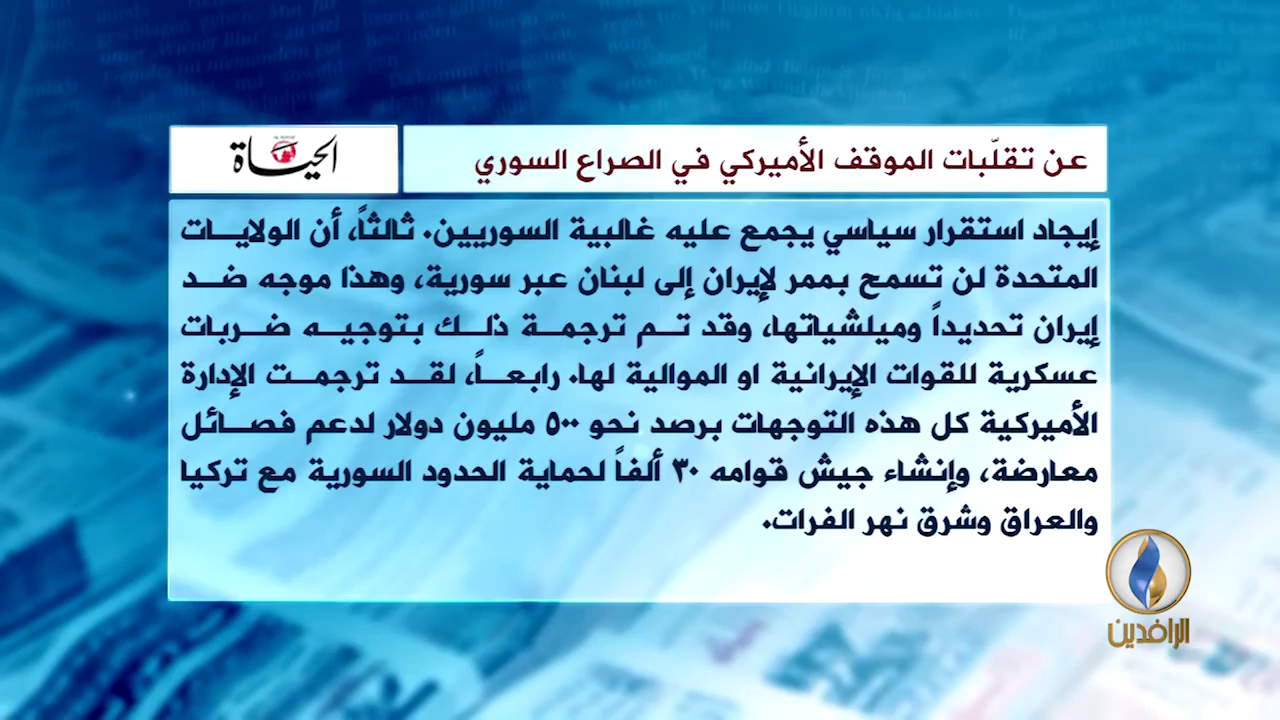 عن تقلّبات الموقف الأميركي في الصراع السوري
الحياة
إيجاد استقرار سياسي يجمع عليه غالبية السوريين. ثالثاً، أن الولايات
المتحدة لن تسمح بممر لإيران إلى لبنان عبر سورية، وهذا موجه ضد
إيران تحديداً وميلشياتها، وقد تم ترجمة ذلك بتوجيه ضربات
عسكرية للقوات الإيرانية او الموالية لها. رابعاً، لقد ترجمت الإدارة
الأميركية كل هذه التوجهات برصد نحو ٥٠٠ مليون دولار لدعم فصائل
معارضة، وإنشاء جيش قوامه ٣٠ ألفاً لحماية الحدود السورية مع تركيا
والعراق وشرق نهر الفرات.
الرافدين